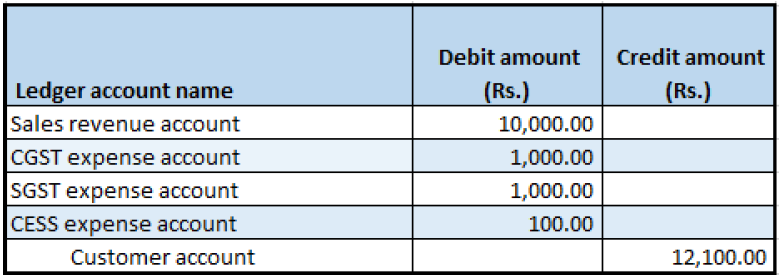 Ledger account name Debit amount (Rs.) Credit amount (Rs.)
Sales revenue account 10,000.00
CGST expense account 1,000.00
SGST expense account 1,000.00
CESS expense account 100.00
Customer account 12,100.00